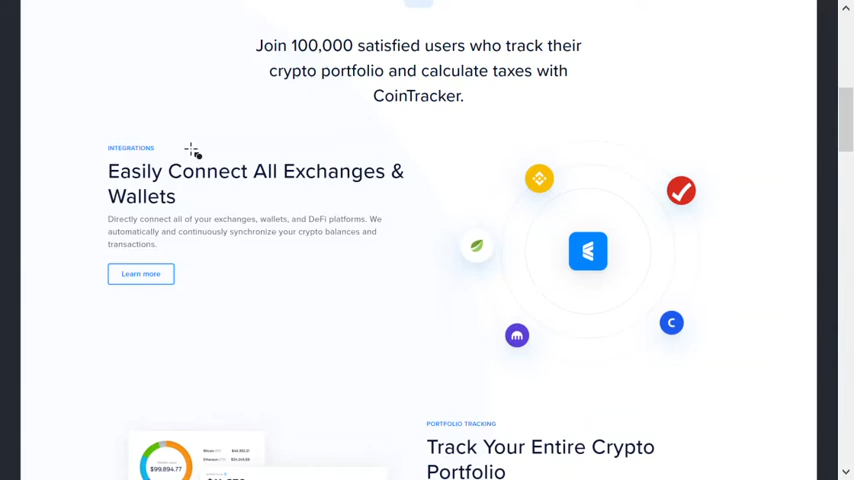 Join 100,000 satisfied users who track their
crypto portfolio and calculate taxes with
CoinTracker.
INTEGRATIONS
Easily Connect All Exchanges &
Wallets
Directly connect all of your exchanges, wallets, and DeFi platforms. We
automatically and continuously synchronize your crypto balances and
transactions.
Learn more
C
PORTFOLIO TRACKING
Track Your Entire Crypto
Portfolio
$99,894.77